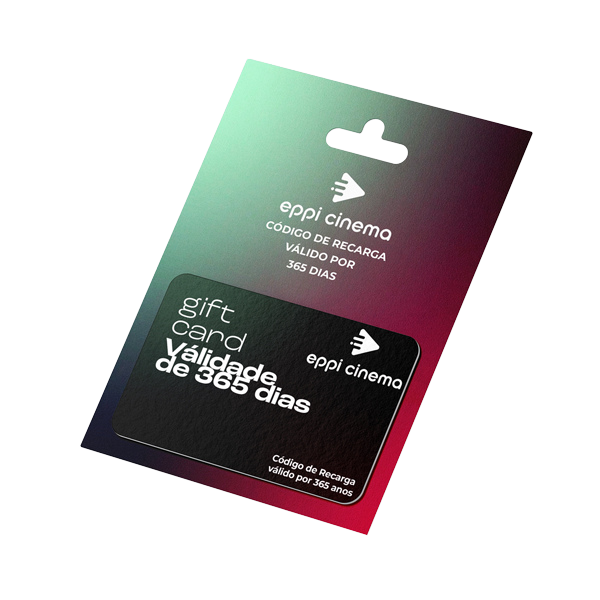 eppi cinema
CÓDIGO DE RECARGA
VÁLIDO POR
365 DIAS
gift
card
Válidade
de 365 dias
eppi cinema
Código de Recarga
válido por 365 anos